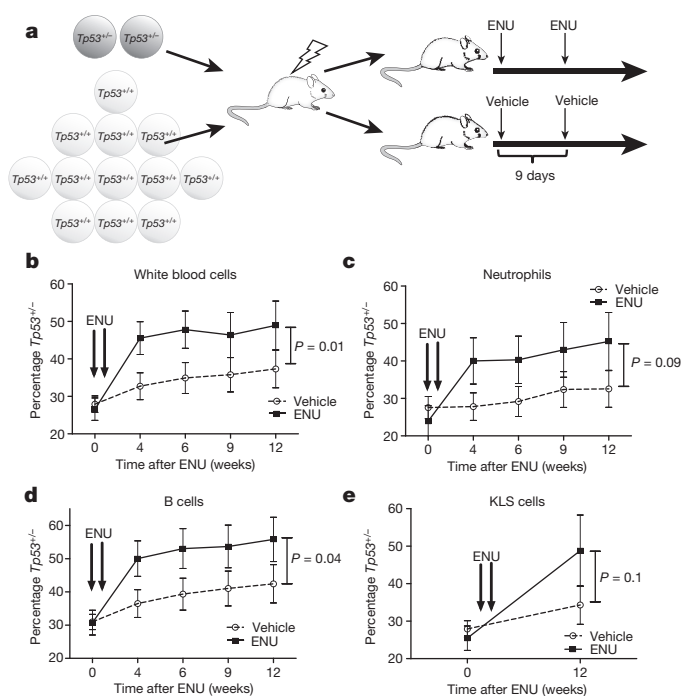 a
Tp53+/– Tp53+/–
Tp53+/+
Tp53+/+ Tp53+/+ Tp53+/+
Tp53+/+ Tp53+/+ Tp53+/+ Tp53+/+ Tp53+/+
Tp53+/+ Tp53+/+ Tp53+/+
ENU ENU
Vehicle Vehicle
9 days
b
White blood cells
Percentage Tp53+/–
60
50
40
30
20
ENU
P = 0.01
Vehicle
ENU
0 4 6 9 12
Time after ENU (weeks)
c
Neutrophils
Percentage Tp53+/–
60
50
40
30
20
ENU
Vehicle
ENU
P = 0.09
0 4 6 9 12
Time after ENU (weeks)
d
B cells
Percentage Tp53+/–
60
50
40
30
20
ENU
P = 0.04
Vehicle
ENU
0 4 6 9 12
Time after ENU (weeks)
e
KLS cells
Percentage Tp53+/–
60
50
40
30
20
ENU
P = 0.1
Vehicle
ENU
0 12
Time after ENU (weeks)